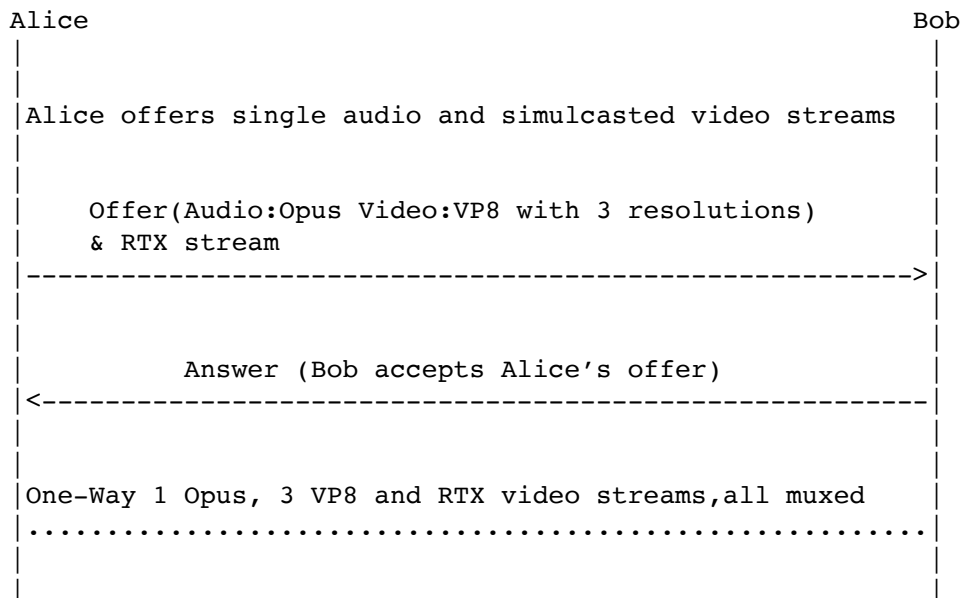 Alice Bob
Alice offers single audio and simulcasted video streams
Offer(Audio:Opus Video:VP8 with 3 resolutions)
& RTX stream
Answer (Bob accepts Alice's offer)
One-Way 1 Opus, 3 VP8 and RTX video streams,all muxed